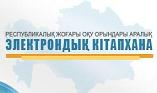 РЕСПУБЛИКАЛЫҚ ЖОҒАРЫ ОҚУ ОРЫНДАРЫ АРАЛЫҚ
ЭЛЕКТРОНДЫҚ КІТАПХАНА